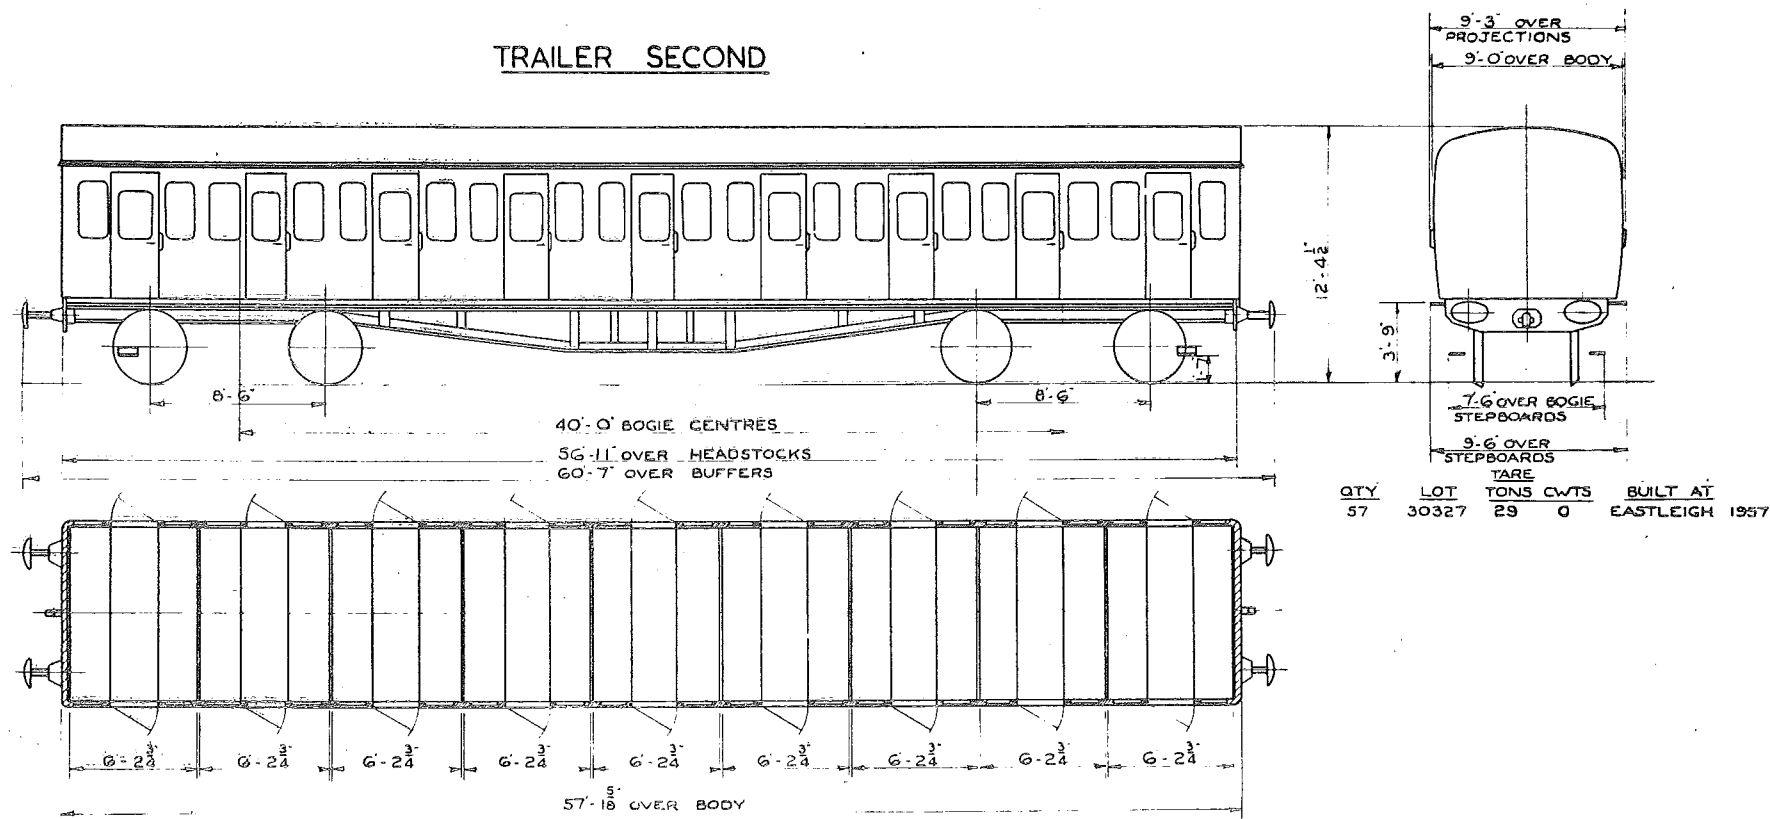 TRAILER SECOND
9'-3" OVER
PROJECTIONS
9'-0" OVER BODY
12'-4½"
3'-9"
1'-7"
8'-6"
8'-6"
40'-0" BOGIE CENTRES
56'-11" OVER HEADSTOCKS
60'-7" OVER BUFFERS
7'-6" OVER BOGIE
STEPBOARDS
9'-6" OVER
STEPBOARDS
TARE
QTY LOT TONS CWTS BUILT AT
57 30327 29 0 EASTLEIGH 1957
6'-2¾" 6'-2¾" 6'-2¾" 6'-2¾" 6'-2¾" 6'-2¾" 6'-2¾" 6'-2¾" 6'-2¾"
57'-1⅝" OVER BODY